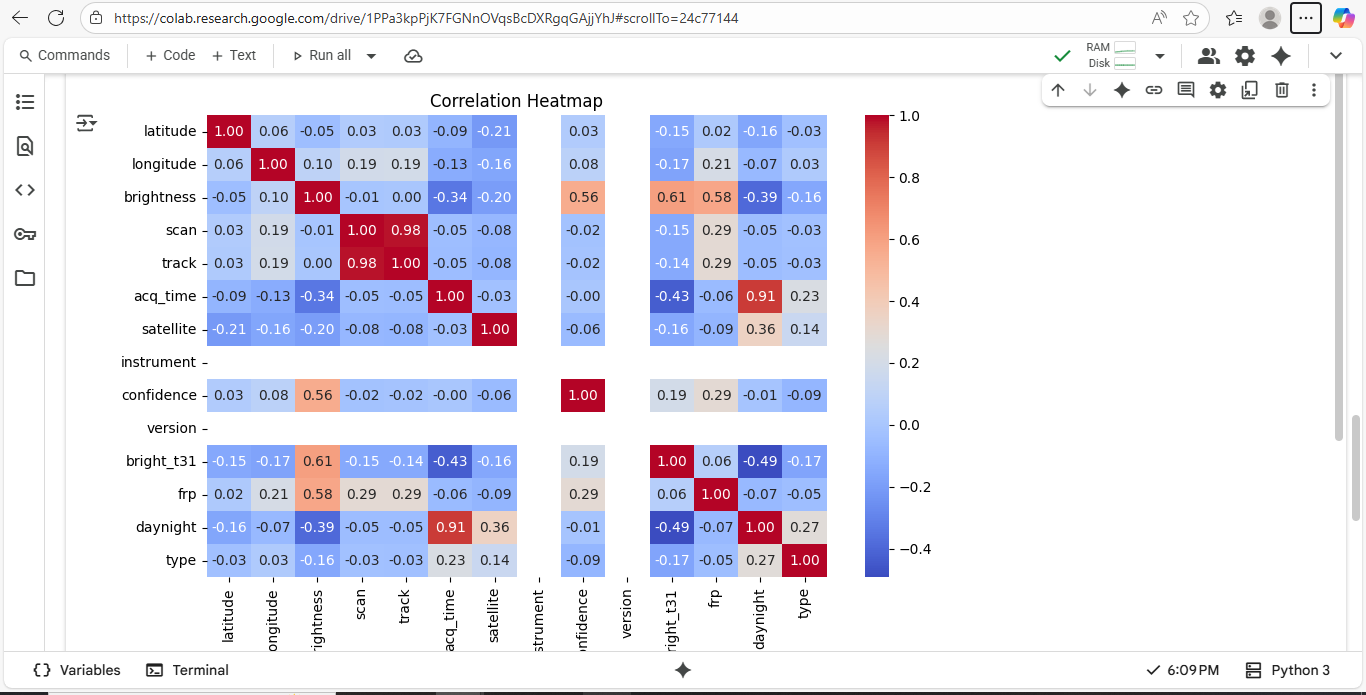 https://colab.research.google.com/drive/1PPa3kpPjK7FGNnOVqsBcDXRgqGAjjYhJ#scrollTo=24c77144
Commands + Code + Text Run all RAM Disk
Correlation Heatmap
latitude 1.00 0.06 -0.05 0.03 0.03 -0.09 -0.21 0.03 -0.15 0.02 -0.16 -0.03
longitude 0.06 1.00 0.10 0.19 0.19 -0.13 -0.16 0.08 -0.17 0.21 -0.07 0.03
brightness -0.05 0.10 1.00 -0.01 0.00 -0.34 -0.20 0.56 0.61 0.58 -0.39 -0.16
scan 0.03 0.19 -0.01 1.00 0.98 -0.05 -0.08 -0.02 -0.15 0.29 -0.05 -0.03
track 0.03 0.19 0.00 0.98 1.00 -0.05 -0.08 -0.02 -0.14 0.29 -0.05 -0.03
acq_time -0.09 -0.13 -0.34 -0.05 -0.05 1.00 -0.03 -0.00 -0.43 -0.06 0.91 0.23
satellite -0.21 -0.16 -0.20 -0.08 -0.08 -0.03 1.00 -0.06 -0.16 -0.09 0.36 0.14
instrument
confidence 0.03 0.08 0.56 -0.02 -0.02 -0.00 -0.06 1.00 0.19 0.29 -0.01 -0.09
version
bright_t31 -0.15 -0.17 0.61 -0.15 -0.14 -0.43 -0.16 0.19 1.00 0.06 -0.49 -0.17
frp 0.02 0.21 0.58 0.29 0.29 -0.06 -0.09 0.29 0.06 1.00 -0.07 -0.05
daynight -0.16 -0.07 -0.39 -0.05 -0.05 0.91 0.36 -0.01 -0.49 -0.07 1.00 0.27
type -0.03 0.03 -0.16 -0.03 -0.03 0.23 0.14 -0.09 -0.17 -0.05 0.27 1.00
latitude ongitude rightness scan track acq_time satellite strument nfidence version right_t31 frp daynight type
1.0
0.8
0.6
0.4
0.2
0.0
−0.2
−0.4
{} Variables Terminal 6:09 PM Python 3